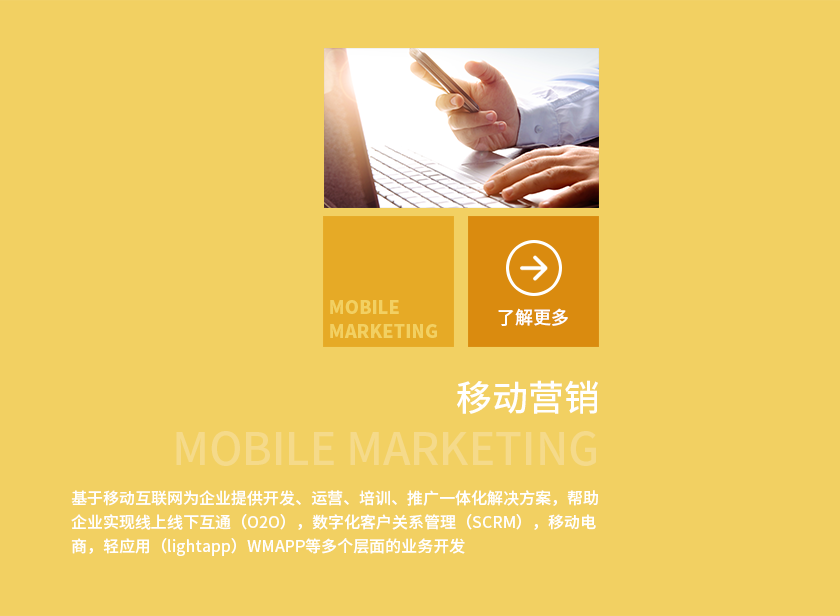 MOBILE
MARKETING
了解更多
移动营销
MOBILE MARKETING
基于移动互联网为企业提供开发、运营、培训、推广一体化解决方案，帮助
企业实现线上线下互通（O2O），数字化客户关系管理（SCRM），移动电
商，轻应用（lightapp）WMAPP等多个层面的业务开发